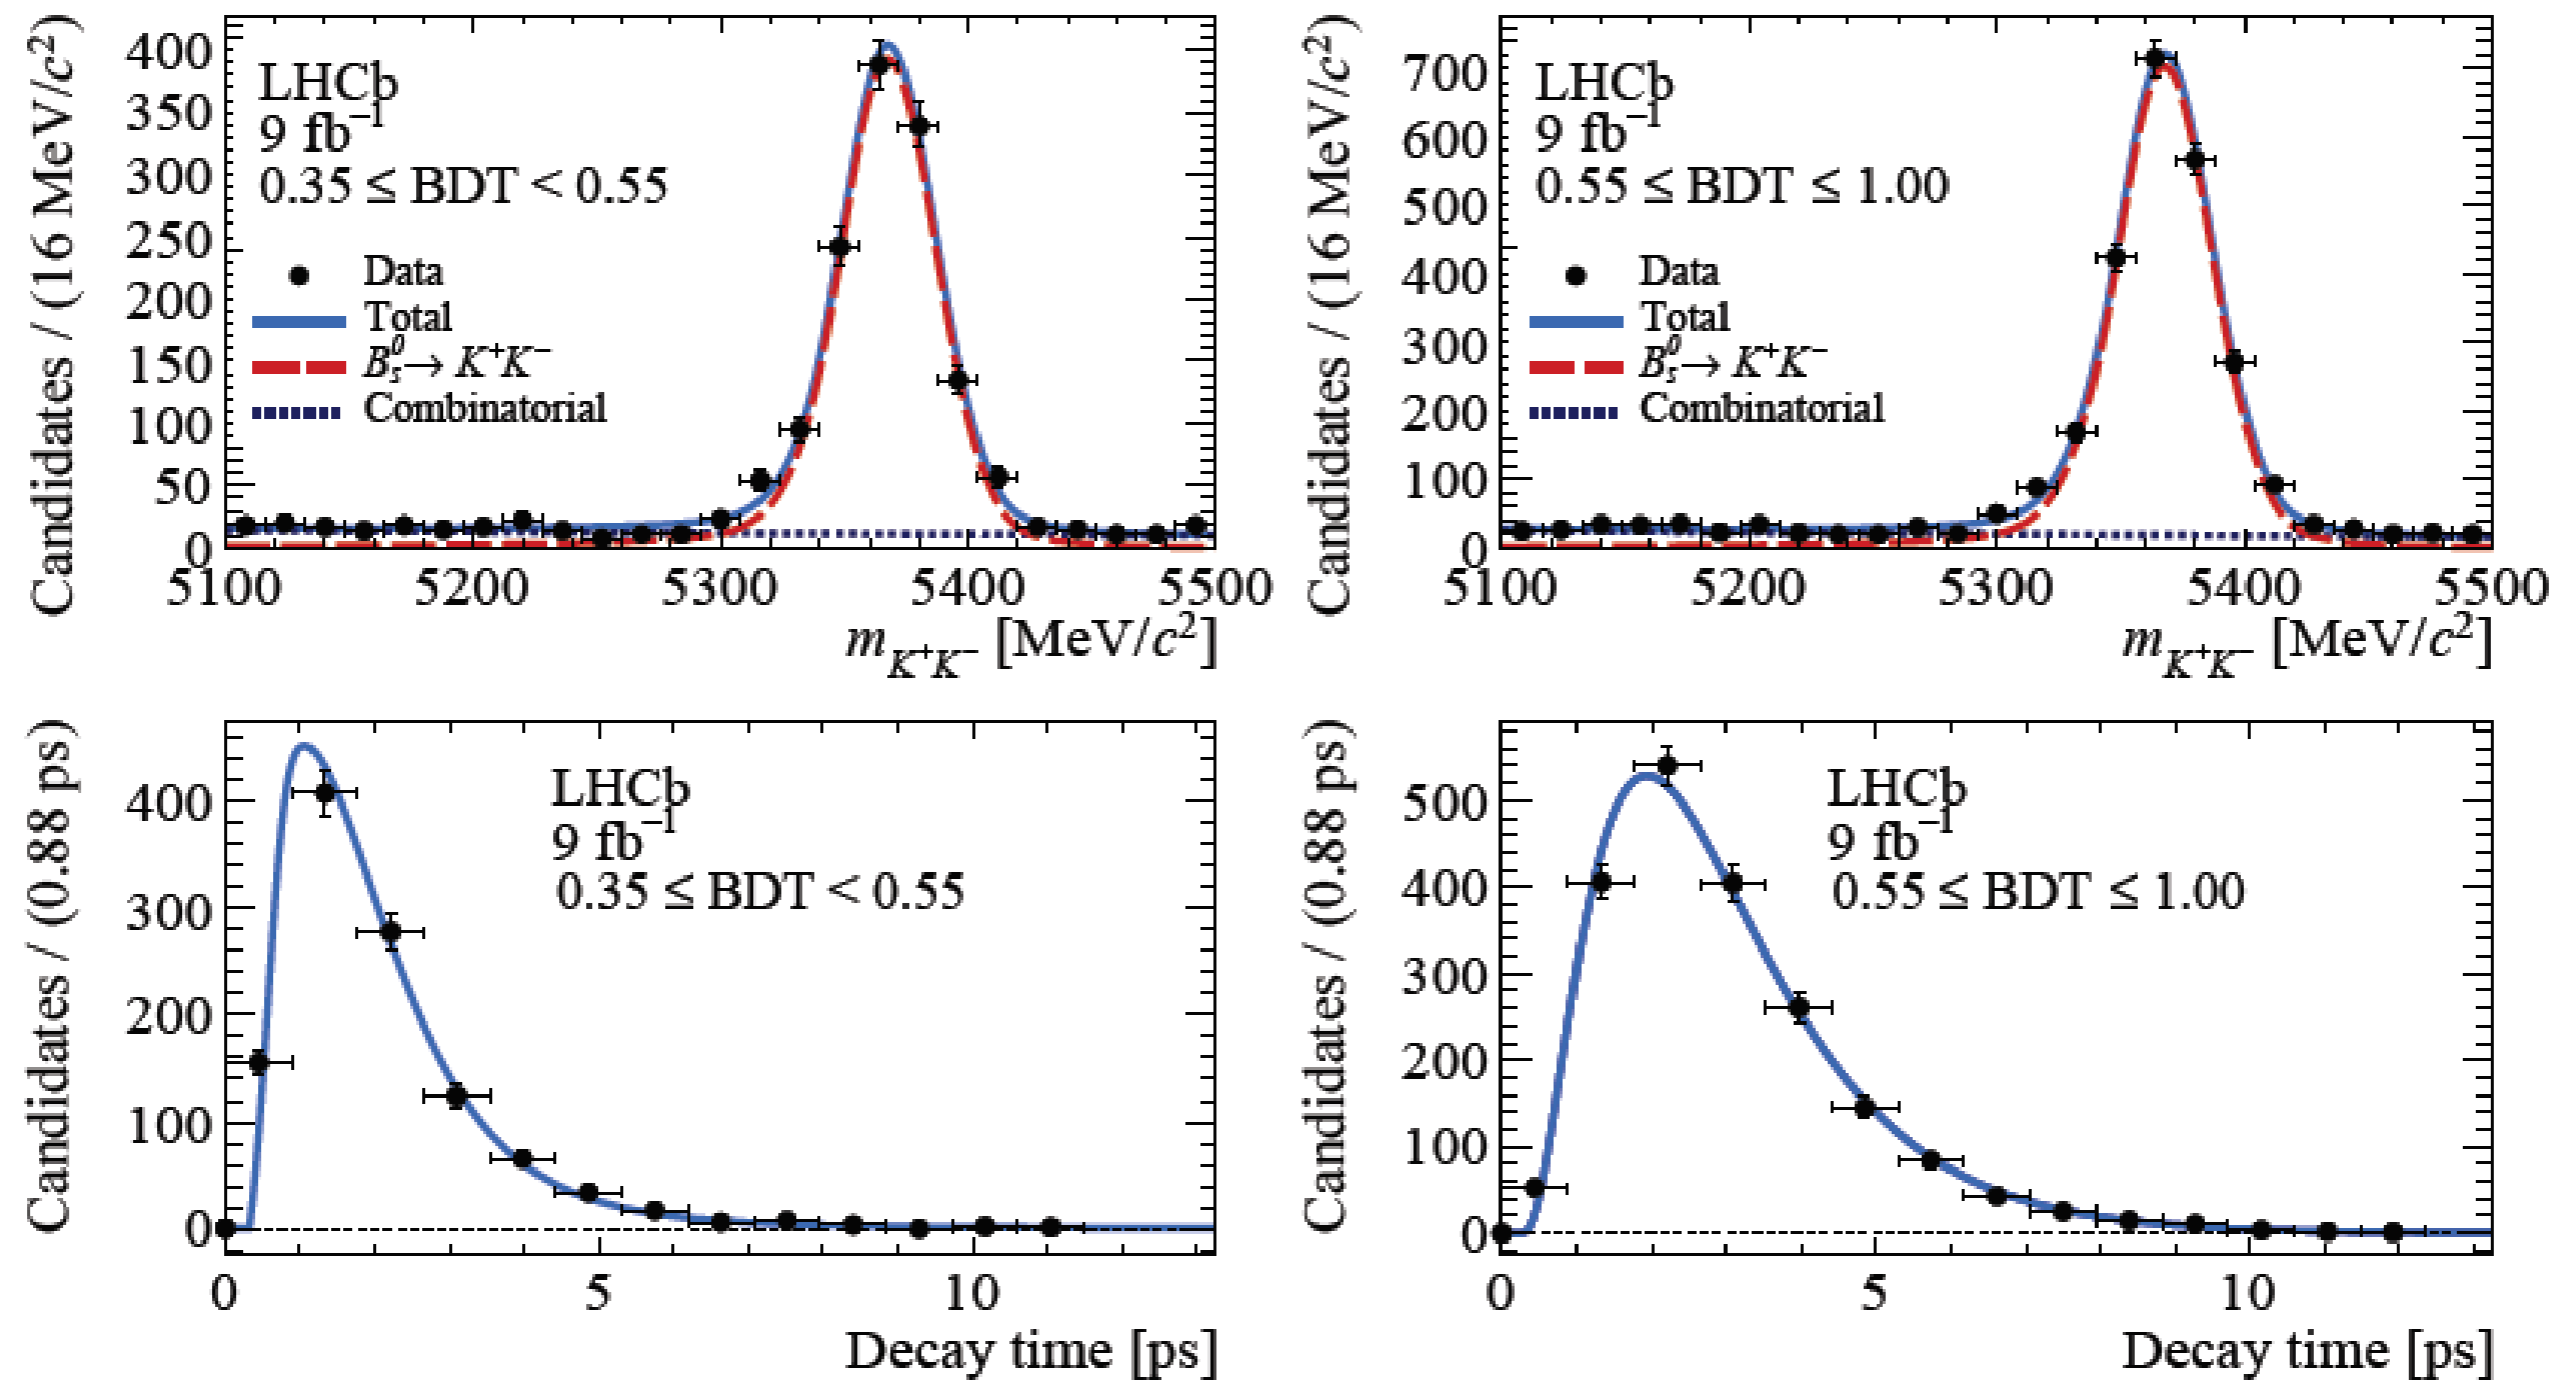 Candidates / (16 MeV/c²)
400
350
300
250
200
150
100
50
0
LHCb
9 fb⁻¹
0.35 ≤ BDT < 0.55
Data
Total
B⁰ₛ → K⁺K⁻
Combinatorial
5100 5200 5300 5400 5500
m_K⁺K⁻ [MeV/c²]
Candidates / (16 MeV/c²)
700
600
500
400
300
200
100
0
LHCb
9 fb⁻¹
0.55 ≤ BDT ≤ 1.00
Data
Total
B⁰ₛ → K⁺K⁻
Combinatorial
5100 5200 5300 5400 5500
m_K⁺K⁻ [MeV/c²]
Candidates / (0.88 ps)
400
300
200
100
0
LHCb
9 fb⁻¹
0.35 ≤ BDT < 0.55
0 5 10
Decay time [ps]
Candidates / (0.88 ps)
500
400
300
200
100
0
LHCb
9 fb⁻¹
0.55 ≤ BDT ≤ 1.00
0 5 10
Decay time [ps]